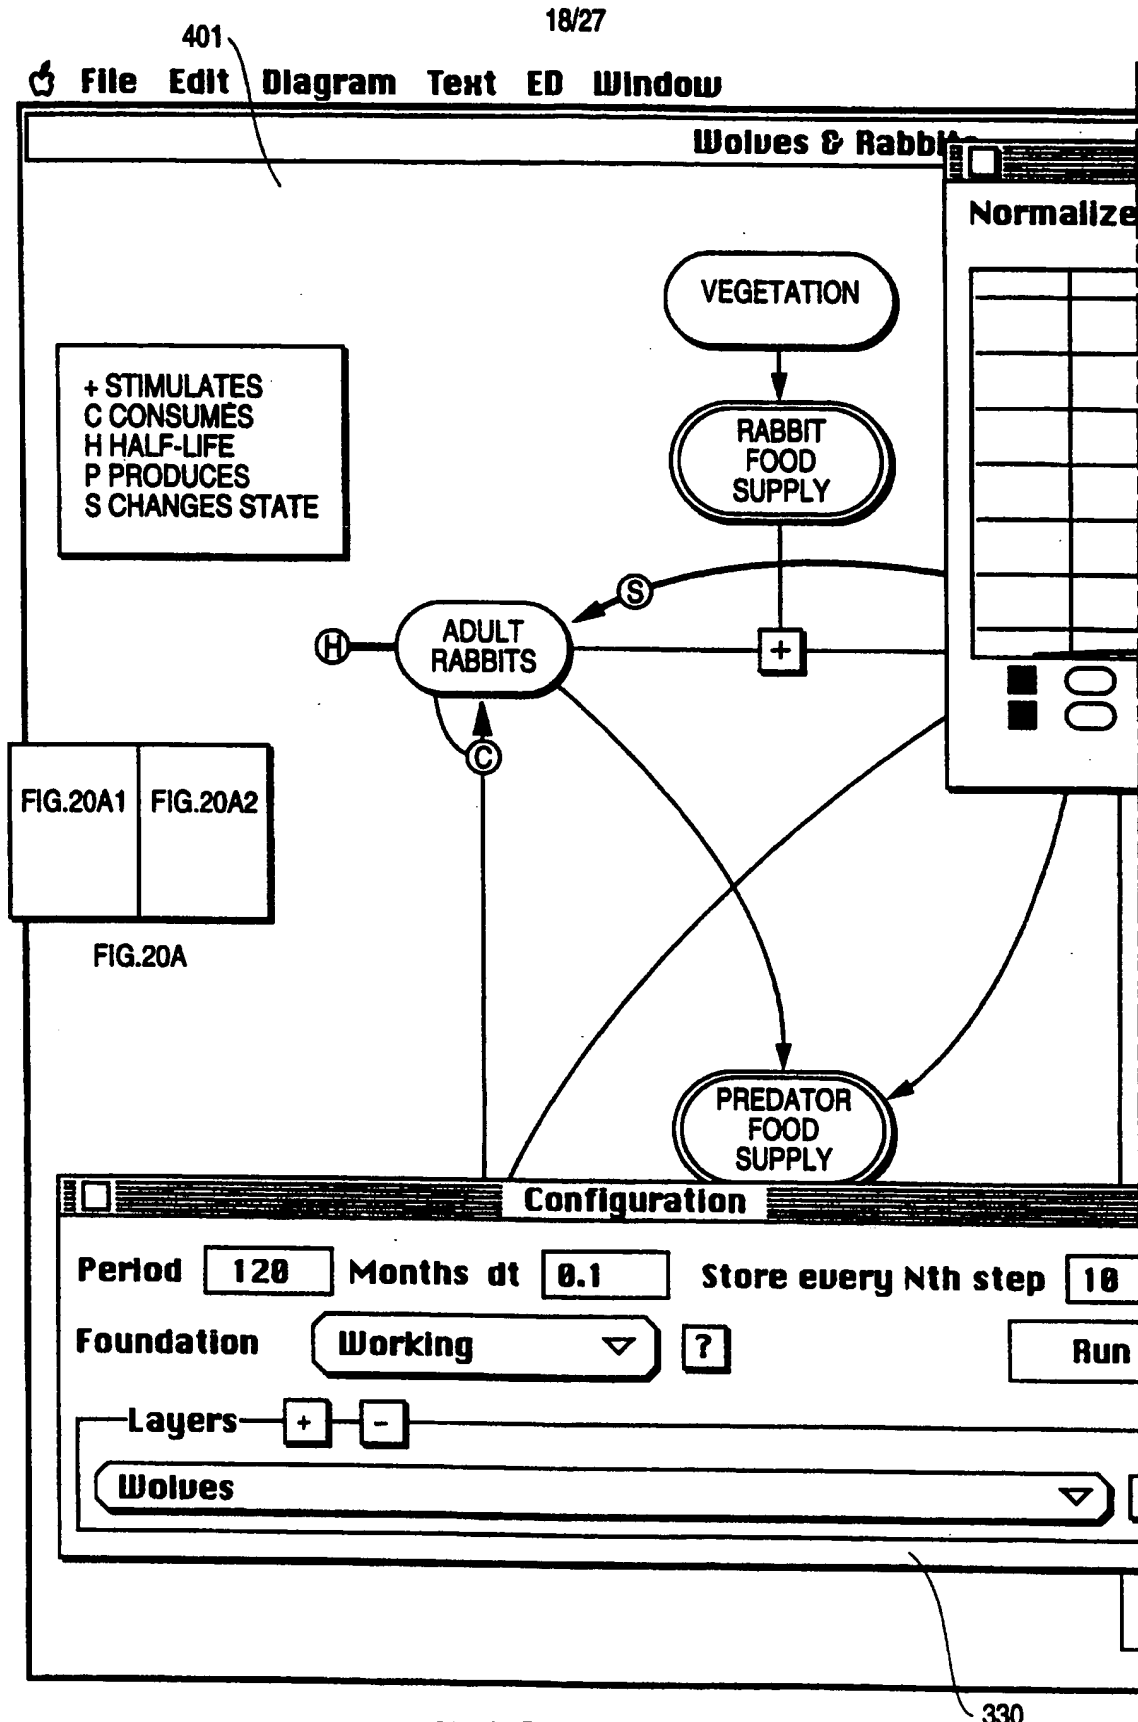 18/27
401
File Edit Diagram Text ED Window
Wolves & Rabbits
Normalize
VEGETATION
+ STIMULATES
C CONSUMES
H HALF-LIFE
P PRODUCES
S CHANGES STATE
RABBIT
FOOD
SUPPLY
S
H
ADULT
RABBITS
+
C
FIG.20A1 FIG.20A2
FIG.20A
PREDATOR
FOOD
SUPPLY
Configuration
Period 120 Months dt 0.1 Store every Nth step 10
Foundation Working ? Run
Layers + -
Wolves
330